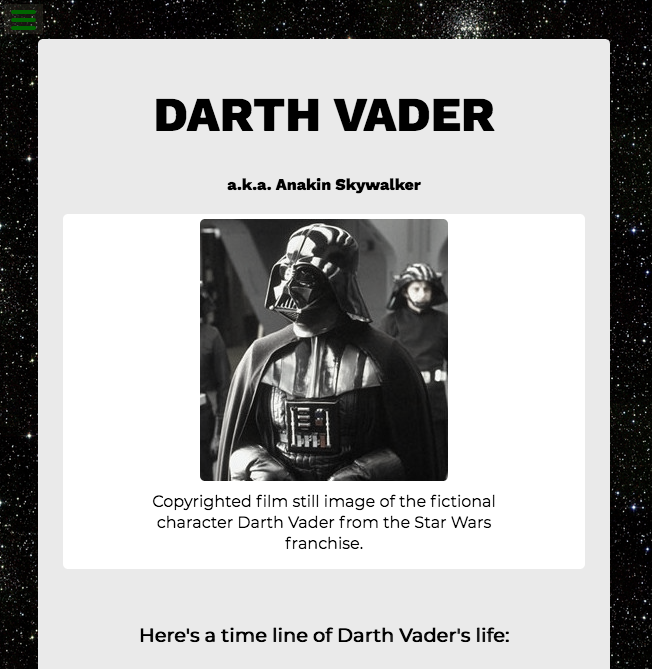 DARTH VADER
a.k.a. Anakin Skywalker
Copyrighted film still image of the fictional
character Darth Vader from the Star Wars
franchise.
Here's a time line of Darth Vader's life: